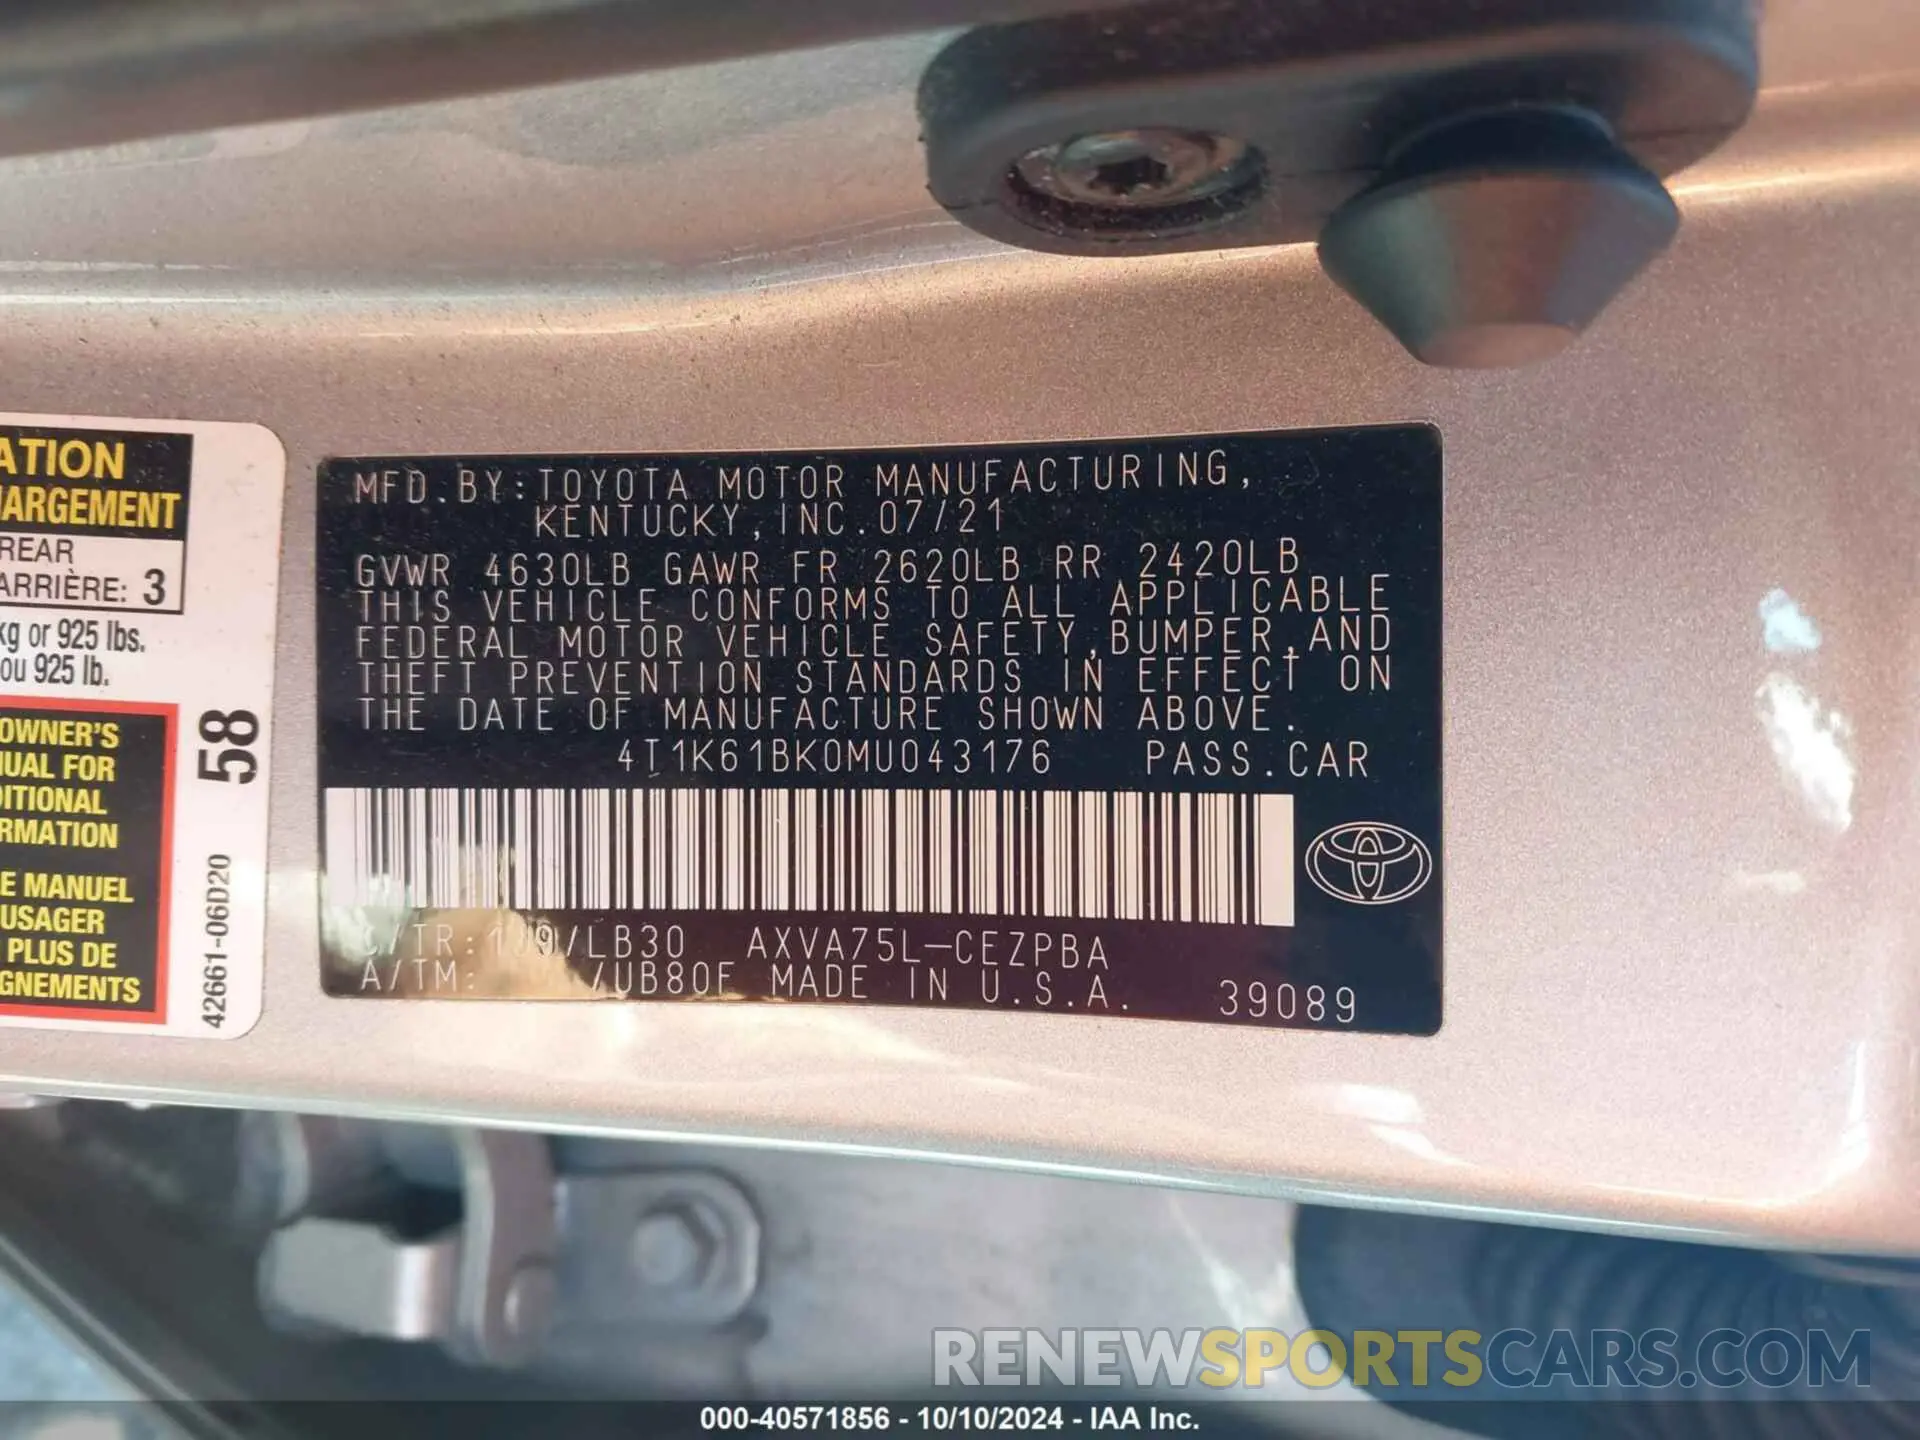 ATION
HARGEMENT
REAR
ARRIÈRE: 3
kg or 925 lbs.
ou 925 lb.
OWNER'S
UAL FOR
DITIONAL
RMATION
E MANUEL
USAGER
PLUS DE
GNEMENTS
58
42661-06D20
MFD.BY:TOYOTA MOTOR MANUFACTURING,
KENTUCKY,INC.07/21
GVWR 4630LB GAWR FR 2620LB RR 2420LB
THIS VEHICLE CONFORMS TO ALL APPLICABLE
FEDERAL MOTOR VEHICLE SAFETY,BUMPER,AND
THEFT PREVENTION STANDARDS IN EFFECT ON
THE DATE OF MANUFACTURE SHOWN ABOVE.
4T1K61BK0MU043176 PASS.CAR
C/TR:1J9/LB30 AXVA75L-CEZPBA
A/TM: /UB80F MADE IN U.S.A. 39089
RENEWSPORTSCARS.COM
000-40571856 - 10/10/2024 - IAA Inc.